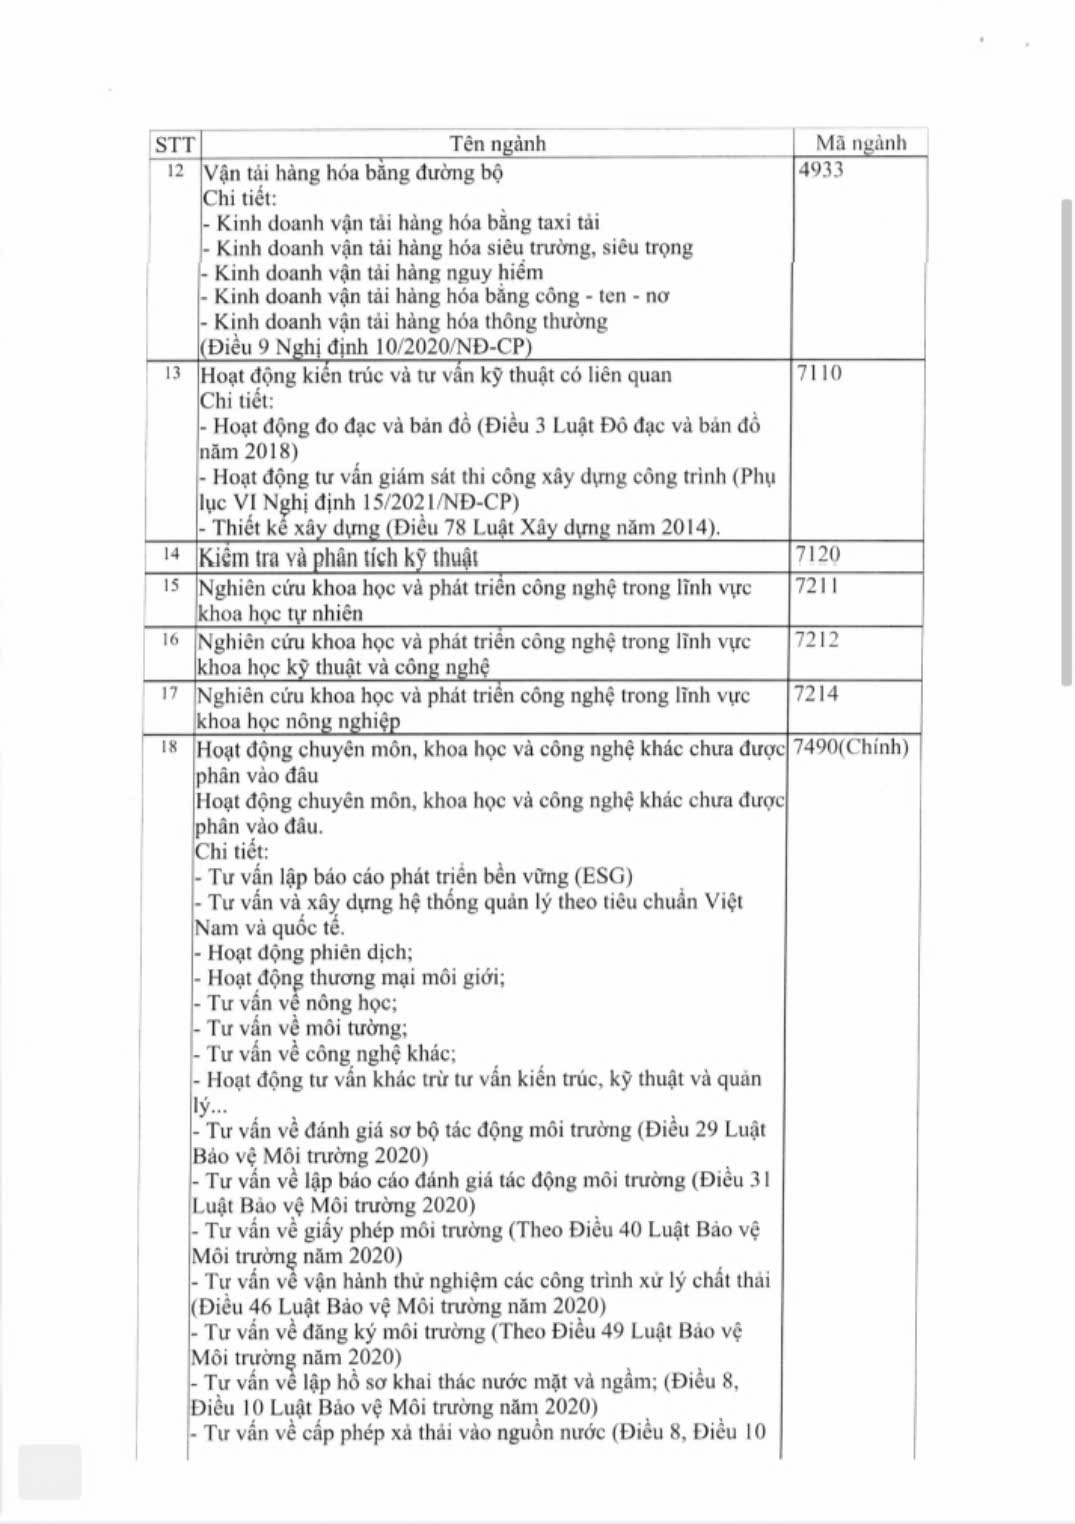 STT Tên ngành Mã ngành
12 Vận tải hàng hóa bằng đường bộ 4933
Chi tiết:
- Kinh doanh vận tải hàng hóa bằng taxi tải
- Kinh doanh vận tải hàng hóa siêu trường, siêu trọng
- Kinh doanh vận tải hàng nguy hiểm
- Kinh doanh vận tải hàng hóa bằng công - ten - nơ
- Kinh doanh vận tải hàng hóa thông thường
(Điều 9 Nghị định 10/2020/NĐ-CP)
13 Hoạt động kiến trúc và tư vấn kỹ thuật có liên quan 7110
Chi tiết:
- Hoạt động đo đạc và bản đồ (Điều 3 Luật Đô đạc và bản đồ
năm 2018)
- Hoạt động tư vấn giám sát thi công xây dựng công trình (Phụ
lục VI Nghị định 15/2021/NĐ-CP)
- Thiết kế xây dựng (Điều 78 Luật Xây dựng năm 2014).
14 Kiểm tra và phân tích kỹ thuật 7120
15 Nghiên cứu khoa học và phát triển công nghệ trong lĩnh vực 7211
khoa học tự nhiên
16 Nghiên cứu khoa học và phát triển công nghệ trong lĩnh vực 7212
khoa học kỹ thuật và công nghệ
17 Nghiên cứu khoa học và phát triển công nghệ trong lĩnh vực 7214
khoa học nông nghiệp
18 Hoạt động chuyên môn, khoa học và công nghệ khác chưa được 7490(Chính)
phân vào đâu
Hoạt động chuyên môn, khoa học và công nghệ khác chưa được
phân vào đâu.
Chi tiết:
- Tư vấn lập báo cáo phát triển bền vững (ESG)
- Tư vấn và xây dựng hệ thống quản lý theo tiêu chuẩn Việt
Nam và quốc tế.
- Hoạt động phiên dịch;
- Hoạt động thương mại môi giới;
- Tư vấn về nông học;
- Tư vấn về môi tường;
- Tư vấn về công nghệ khác;
- Hoạt động tư vấn khác trừ tư vấn kiến trúc, kỹ thuật và quản
lý...
- Tư vấn về đánh giá sơ bộ tác động môi trường (Điều 29 Luật
Bảo vệ Môi trường 2020)
- Tư vấn về lập báo cáo đánh giá tác động môi trường (Điều 31
Luật Bảo vệ Môi trường 2020)
- Tư vấn về giấy phép môi trường (Theo Điều 40 Luật Bảo vệ
Môi trường năm 2020)
- Tư vấn về vận hành thử nghiệm các công trình xử lý chất thải
(Điều 46 Luật Bảo vệ Môi trường năm 2020)
- Tư vấn về đăng ký môi trường (Theo Điều 49 Luật Bảo vệ
Môi trường năm 2020)
- Tư vấn về lập hồ sơ khai thác nước mặt và ngầm; (Điều 8,
Điều 10 Luật Bảo vệ Môi trường năm 2020)
- Tư vấn về cấp phép xả thải vào nguồn nước (Điều 8, Điều 10